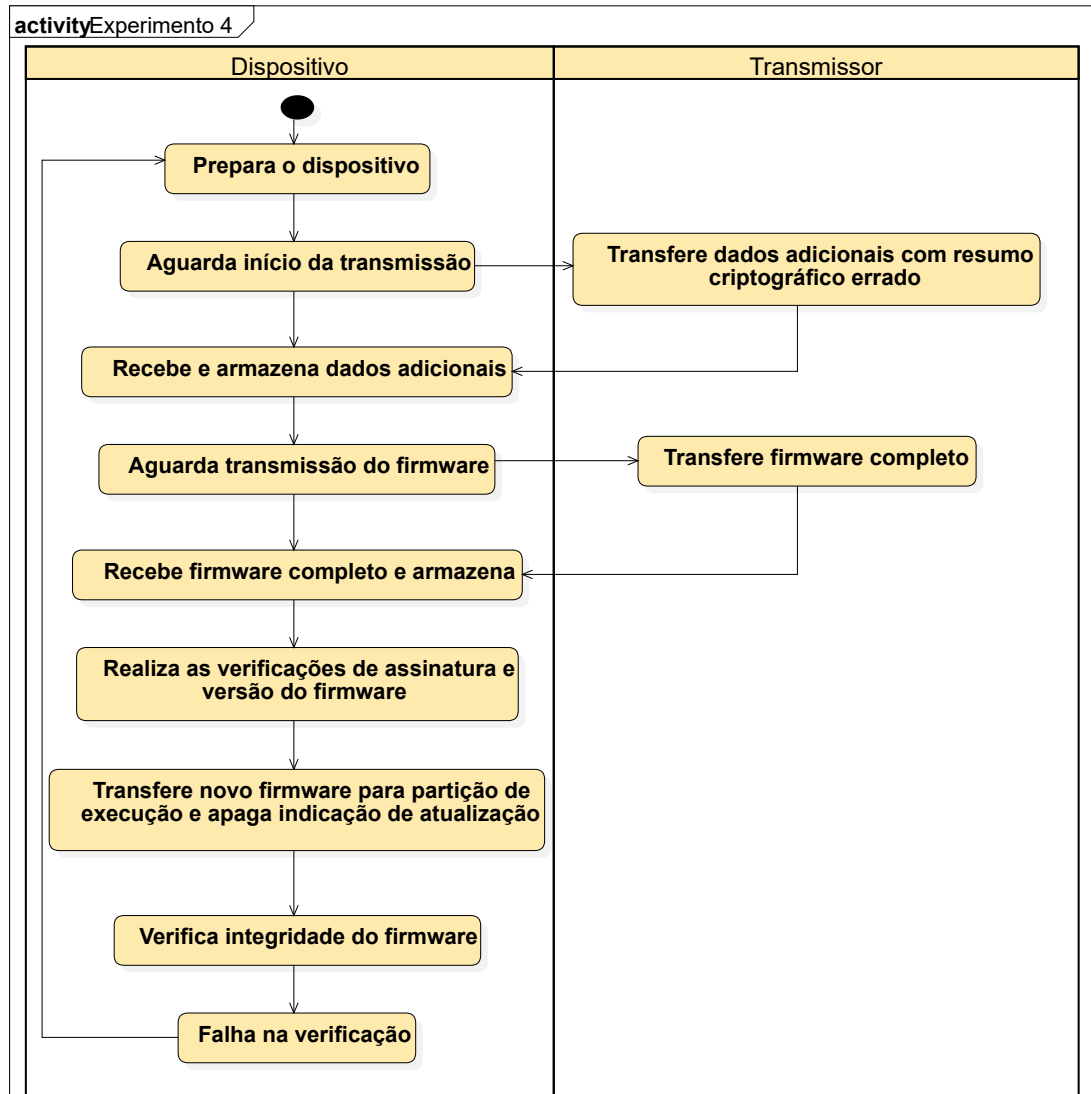 activityExperimento 4
Dispositivo
Transmissor
Prepara o dispositivo
Aguarda início da transmissão
Transfere dados adicionais com resumo
criptográfico errado
Recebe e armazena dados adicionais
Aguarda transmissão do firmware
Transfere firmware completo
Recebe firmware completo e armazena
Realiza as verificações de assinatura e
versão do firmware
Transfere novo firmware para partição de
execução e apaga indicação de atualização
Verifica integridade do firmware
Falha na verificação